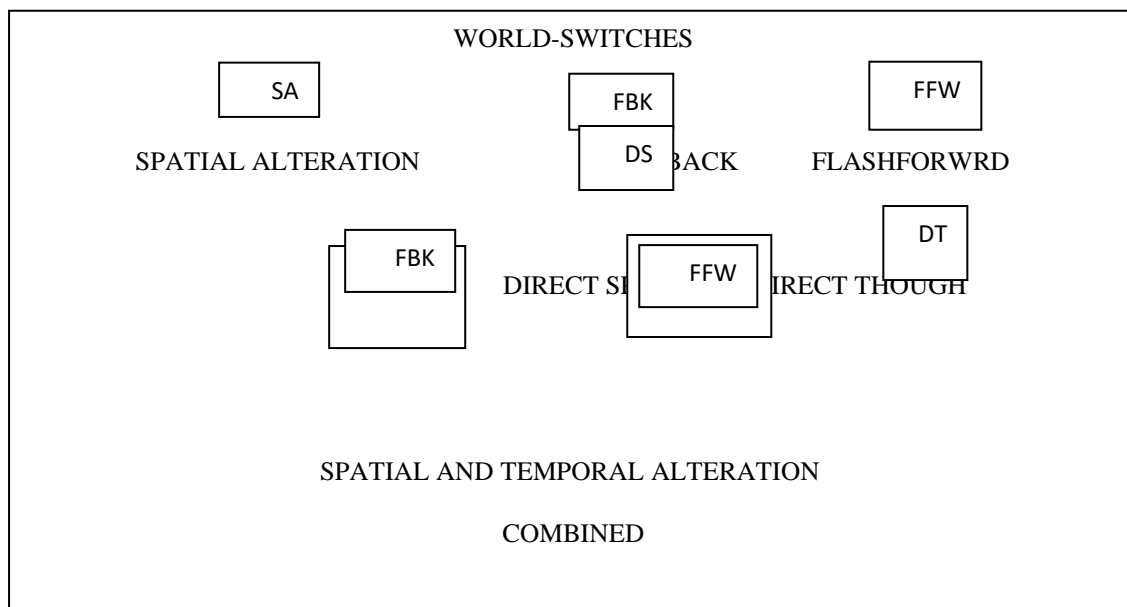 WORLD-SWITCHES
SA FBK FFW
DS
SPATIAL ALTERATION BACK FLASHFORWRD
DT
FBK FFW
DIRECT IRECT THOUGH
SPATIAL AND TEMPORAL ALTERATION
COMBINED